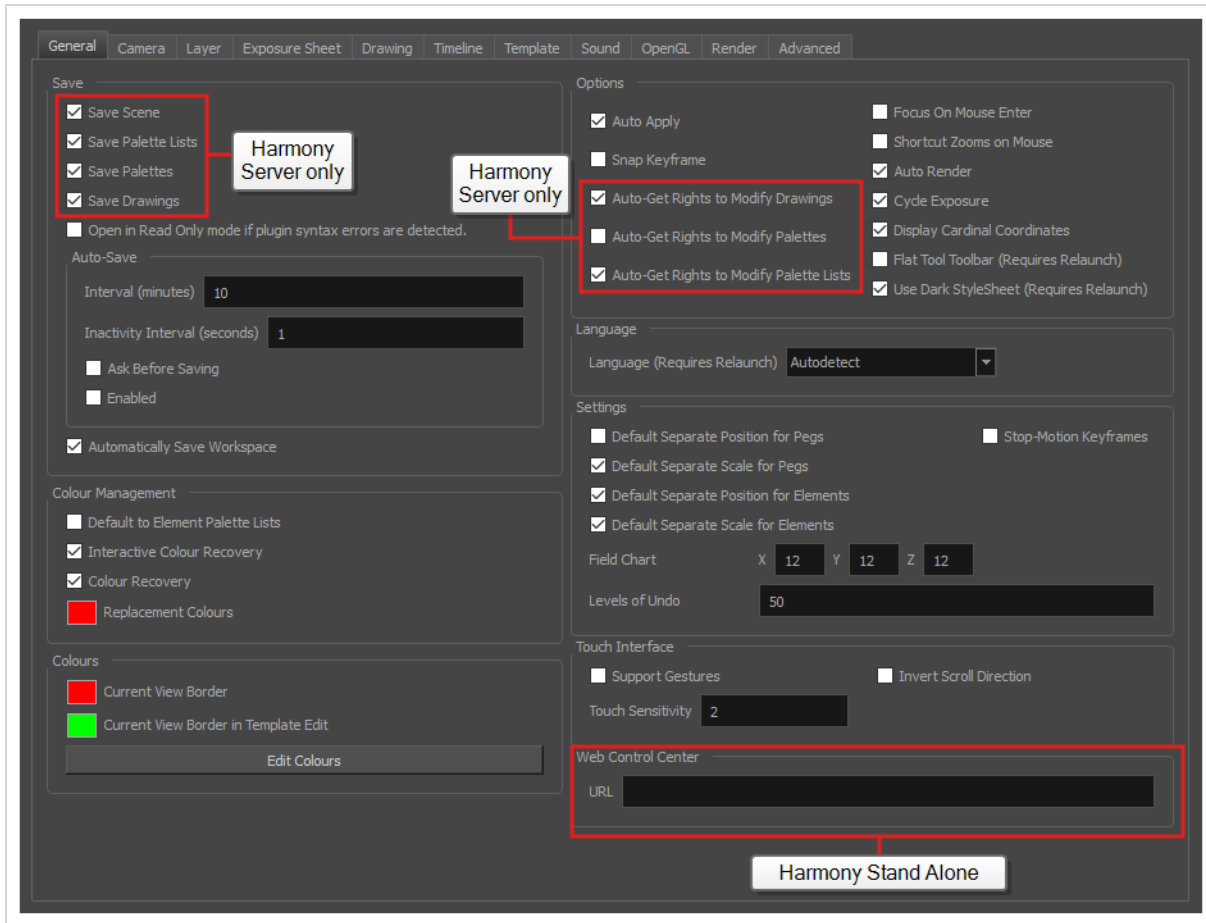 General Camera Layer Exposure Sheet Drawing Timeline Template Sound OpenGL Render Advanced
Save
Save Scene
Save Palette Lists
Save Palettes
Save Drawings
Harmony
Server only
Open in Read Only mode if plugin syntax errors are detected.
Auto-Save
Interval (minutes) 10
Inactivity Interval (seconds) 1
Ask Before Saving
Enabled
Automatically Save Workspace
Colour Management
Default to Element Palette Lists
Interactive Colour Recovery
Colour Recovery
Replacement Colours
Colours
Current View Border
Current View Border in Template Edit
Edit Colours
Options
Auto Apply
Snap Keyframe
Harmony
Server only
Auto-Get Rights to Modify Drawings
Auto-Get Rights to Modify Palettes
Auto-Get Rights to Modify Palette Lists
Focus On Mouse Enter
Shortcut Zooms on Mouse
Auto Render
Cycle Exposure
Display Cardinal Coordinates
Flat Tool Toolbar (Requires Relaunch)
Use Dark StyleSheet (Requires Relaunch)
Language
Language (Requires Relaunch) Autodetect
Settings
Default Separate Position for Pegs Stop-Motion Keyframes
Default Separate Scale for Pegs
Default Separate Position for Elements
Default Separate Scale for Elements
Field Chart X 12 Y 12 Z 12
Levels of Undo 50
Touch Interface
Support Gestures Invert Scroll Direction
Touch Sensitivity 2
Web Control Center
URL
Harmony Stand Alone